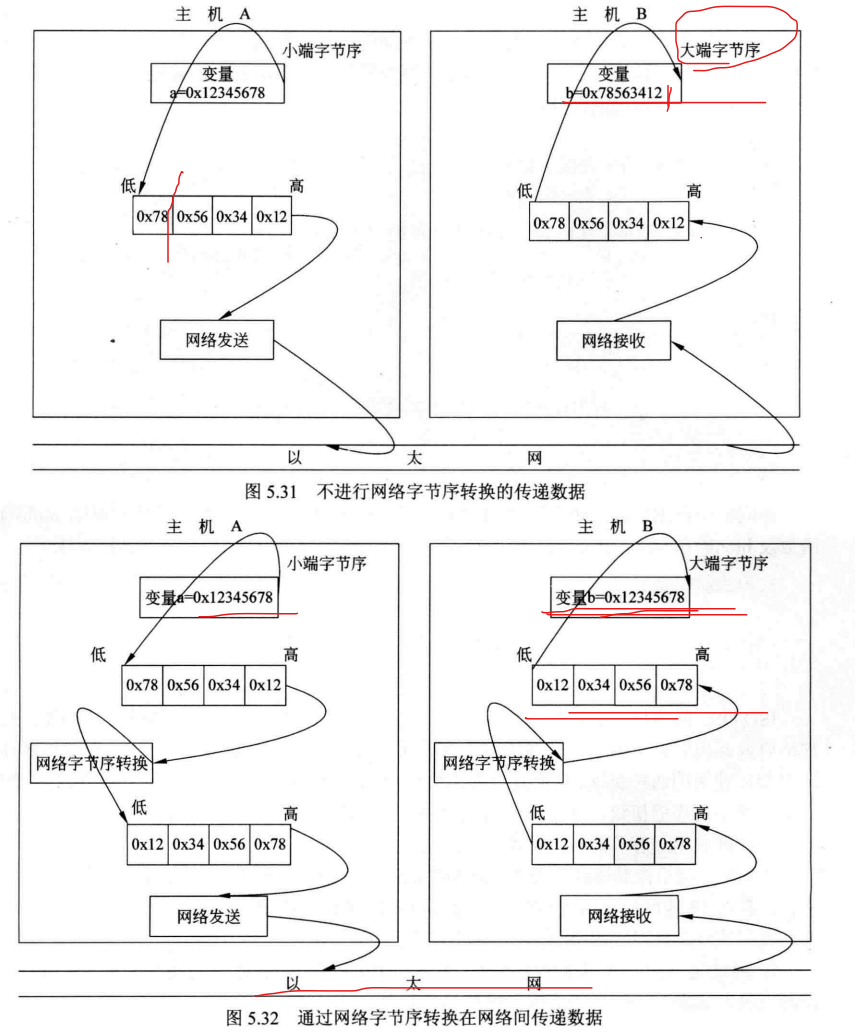 主 机 A
主 机 B
小端字节序
大端字节序
变量
a=0x12345678
变量
b=0x78563412
低
高
低
高
0x78 0x56 0x34 0x12
0x78 0x56 0x34 0x12
网络发送
网络接收
以 太 网
图 5.31 不进行网络字节序转换的传递数据
主 机 A
主 机 B
小端字节序
大端字节序
变量a=0x12345678
变量b=0x12345678
低
高
低
高
0x78 0x56 0x34 0x12
0x12 0x34 0x56 0x78
网络字节序转换
网络字节序转换
低
高
低
高
0x12 0x34 0x56 0x78
0x12 0x34 0x56 0x78
网络发送
网络接收
以 太 网
图 5.32 通过网络字节序转换在网络间传递数据